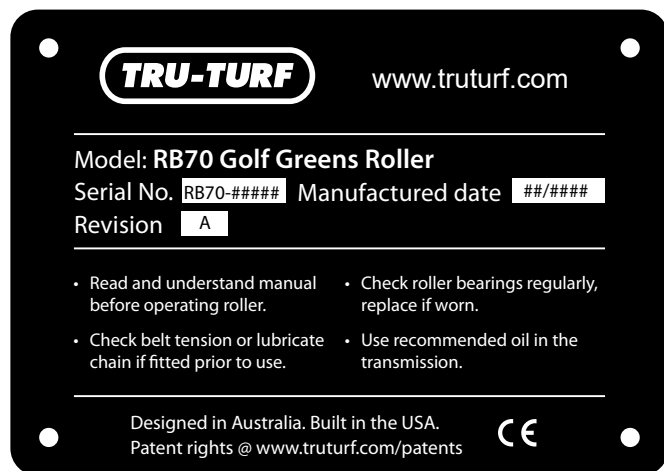 TRU-TURF www.truturf.com
Model: RB70 Golf Greens Roller
Serial No. RB70-##### Manufactured date ##/####
Revision A
• Read and understand manual
before operating roller.
• Check belt tension or lubricate
chain if fitted prior to use.
• Check roller bearings regularly,
replace if worn.
• Use recommended oil in the
transmission.
Designed in Australia. Built in the USA.
Patent rights @ www.truturf.com/patents
CE